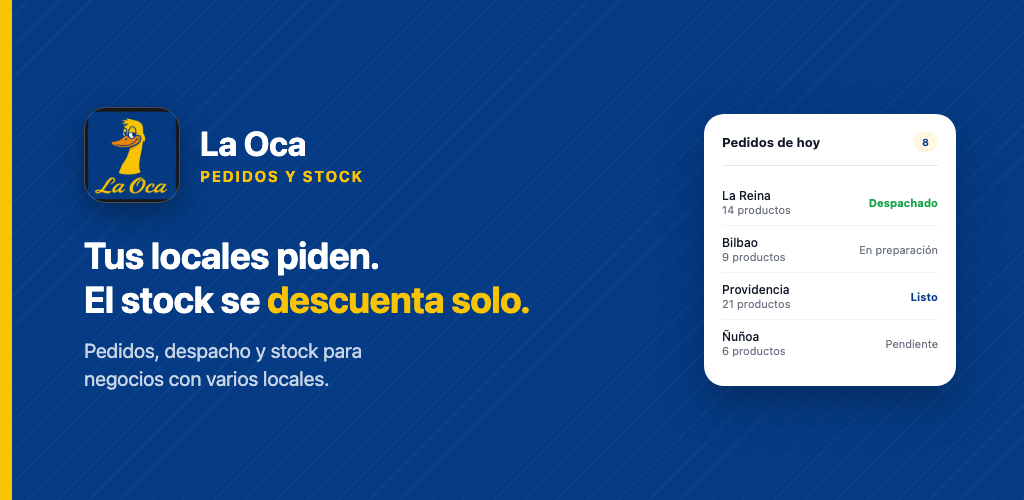 La Oca
La Oca
PEDIDOS Y STOCK
Tus locales piden.
El stock se descuenta solo.
Pedidos, despacho y stock para
negocios con varios locales.
Pedidos de hoy 8
La Reina
14 productos
Despachado
Bilbao
9 productos
En preparación
Providencia
21 productos
Listo
Ñuñoa
6 productos
Pendiente